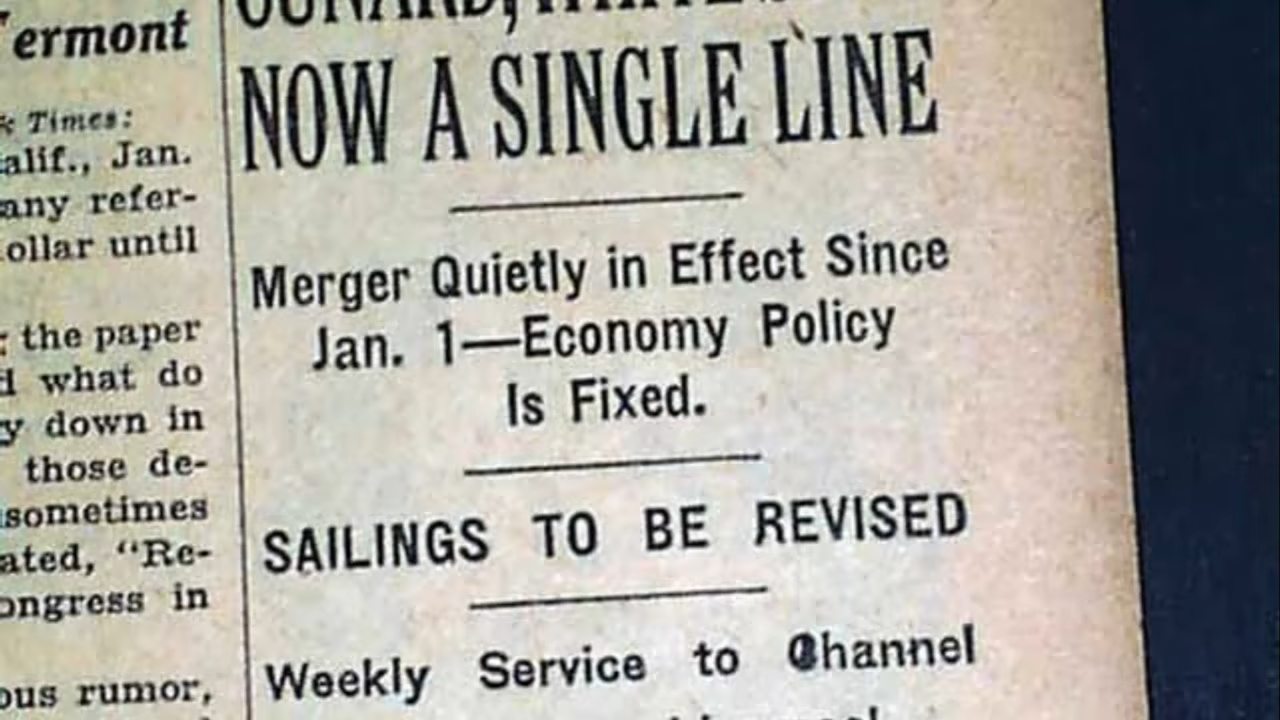 ermont
Times:
alif., Jan.
any refer-
ollar until
the paper
what do
y down in
those de-
sometimes
ated, "Re-
ongress in
ous rumor,
NOW A SINGLE LINE
Merger Quietly in Effect Since
Jan. 1—Economy Policy
Is Fixed.
SAILINGS TO BE REVISED
Weekly Service to Channel